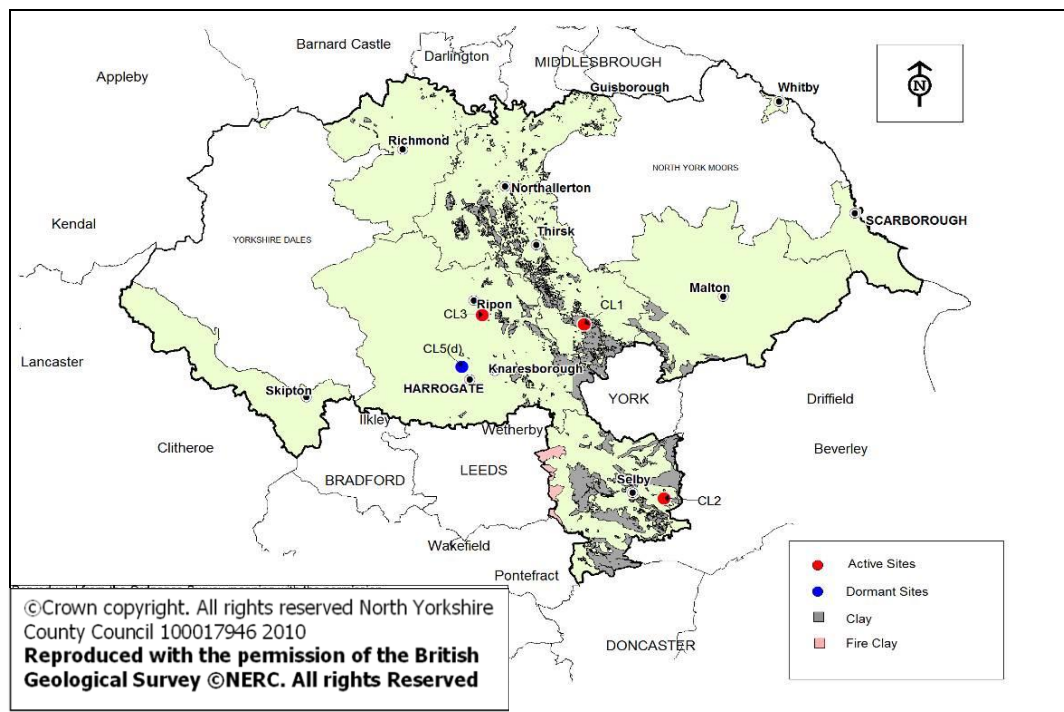 Barnard Castle
Darlington
MIDDLESBROUGH
Appleby
Guisborough
Whitby
N
Richmond
NORTH YORK MOORS
Northallerton
Kendal
SCARBOROUGH
YORKSHIRE DALES
Thirsk
Malton
Ripon
CL1
CL3
Lancaster
CL5(d)
Knaresborough
HARROGATE
Skipton
YORK
Driffield
Ilkley
Wetherby
Clitheroe
Beverley
LEEDS
BRADFORD
Selby
CL2
Wakefield
Pontefract
DONCASTER
Active Sites
Dormant Sites
Clay
Fire Clay
©Crown copyright. All rights reserved North Yorkshire
County Council 100017946 2010
Reproduced with the permission of the British
Geological Survey ©NERC. All rights Reserved